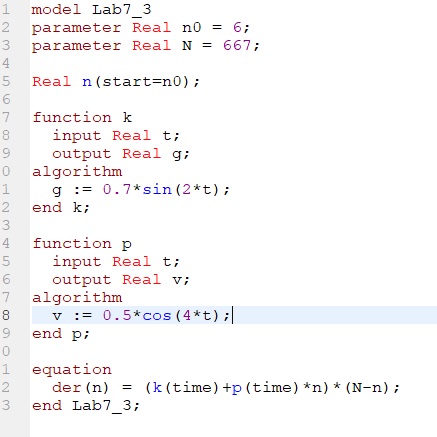 1 model Lab7_3
2 parameter Real n0 = 6;
3 parameter Real N = 667;
4
5 Real n(start=n0);
6
7 function k
8   input Real t;
9   output Real g;
0 algorithm
1   g := 0.7*sin(2*t);
2 end k;
3
4 function p
5   input Real t;
6   output Real v;
7 algorithm
8   v := 0.5*cos(4*t);
9 end p;
0
1 equation
2   der(n) = (k(time)+p(time)*n)*(N-n);
3 end Lab7_3;